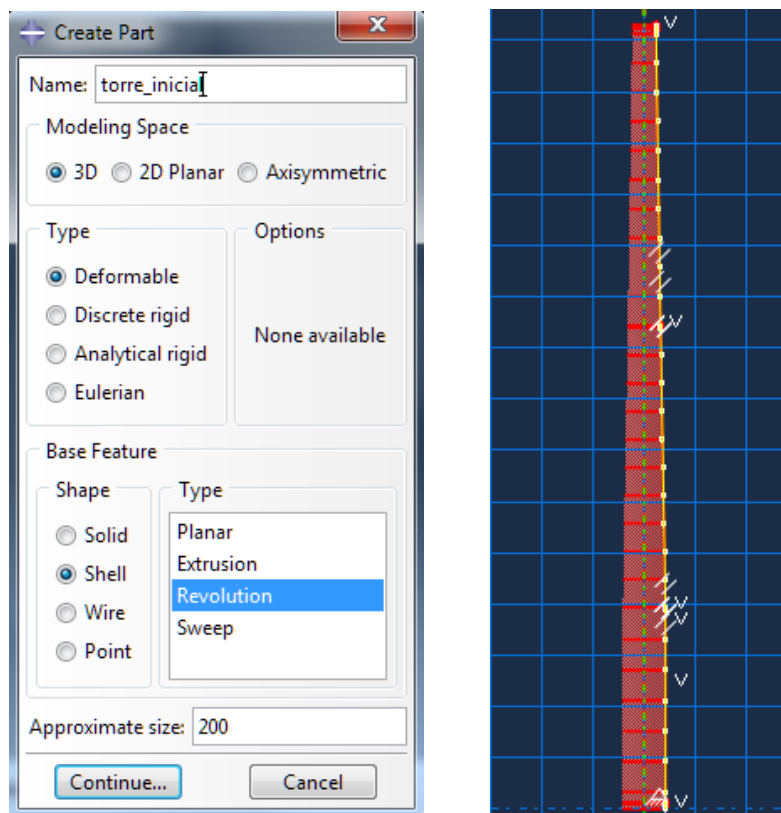 Create Part
Name: torre_inicial
Modeling Space
3D 2D Planar Axisymmetric
Type
Deformable
Discrete rigid
Analytical rigid
Eulerian
Options
None available
Base Feature
Shape
Solid
Shell
Wire
Point
Type
Planar
Extrusion
Revolution
Sweep
Approximate size: 200
Continue... Cancel
V
V
V
V
V
V